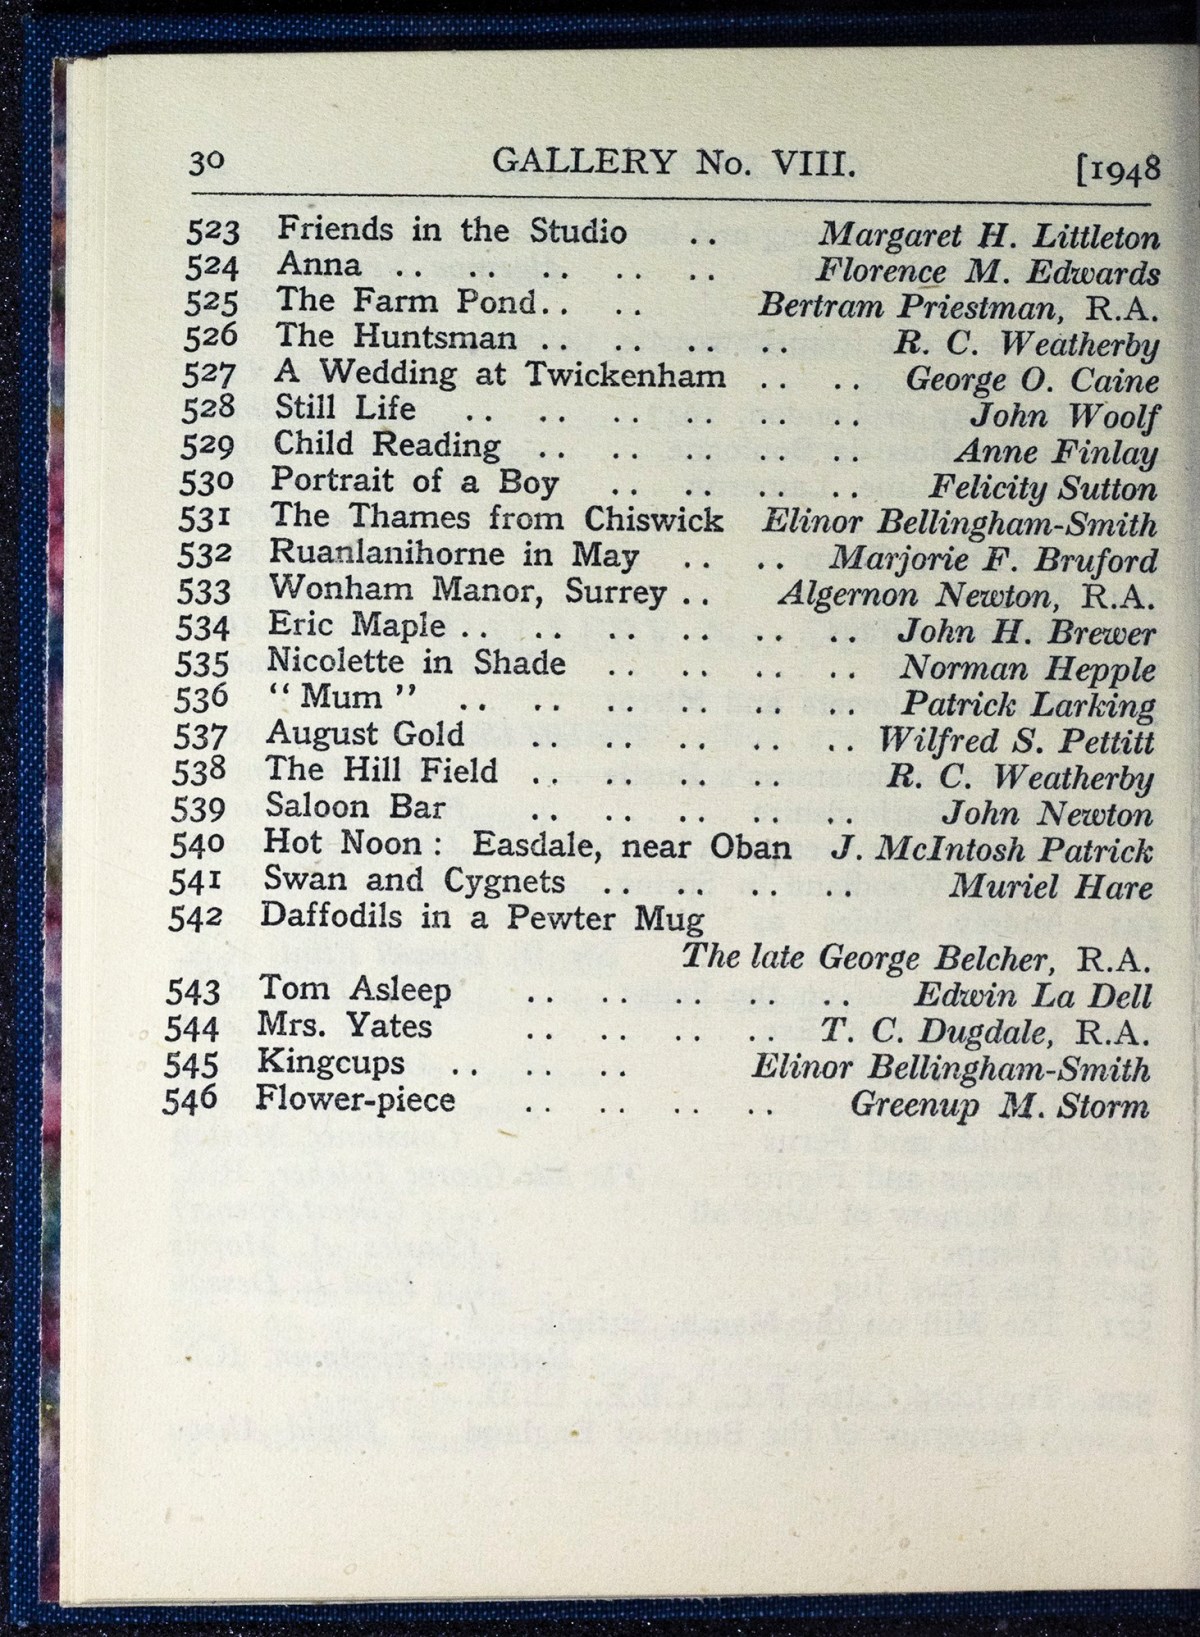 30 GALLERY No. VIII. [1948
523 Friends in the Studio .. Margaret H. Littleton
524 Anna .. .. .. .. .. Florence M. Edwards
525 The Farm Pond.. .. Bertram Priestman, R.A.
526 The Huntsman .. .. .. .. R. C. Weatherby
527 A Wedding at Twickenham .. .. George O. Caine
528 Still Life .. .. .. .. .. .. John Woolf
529 Child Reading .. .. .. .. .. Anne Finlay
530 Portrait of a Boy .. .. .. .. Felicity Sutton
531 The Thames from Chiswick Elinor Bellingham-Smith
532 Ruanlanihorne in May .. .. Marjorie F. Bruford
533 Wonham Manor, Surrey .. Algernon Newton, R.A.
534 Eric Maple .. .. .. .. .. .. John H. Brewer
535 Nicolette in Shade .. .. .. .. Norman Hepple
536 “ Mum ” .. .. .. .. .. .. Patrick Larking
537 August Gold .. .. .. .. .. Wilfred S. Pettitt
538 The Hill Field .. .. .. .. R. C. Weatherby
539 Saloon Bar .. .. .. .. .. John Newton
540 Hot Noon : Easdale, near Oban J. McIntosh Patrick
541 Swan and Cygnets .. .. .. .. Muriel Hare
542 Daffodils in a Pewter Mug
The late George Belcher, R.A.
543 Tom Asleep .. .. .. .. .. Edwin La Dell
544 Mrs. Yates .. .. .. .. T. C. Dugdale, R.A.
545 Kingcups .. .. .. Elinor Bellingham-Smith
546 Flower-piece .. .. .. .. Greenup M. Storm